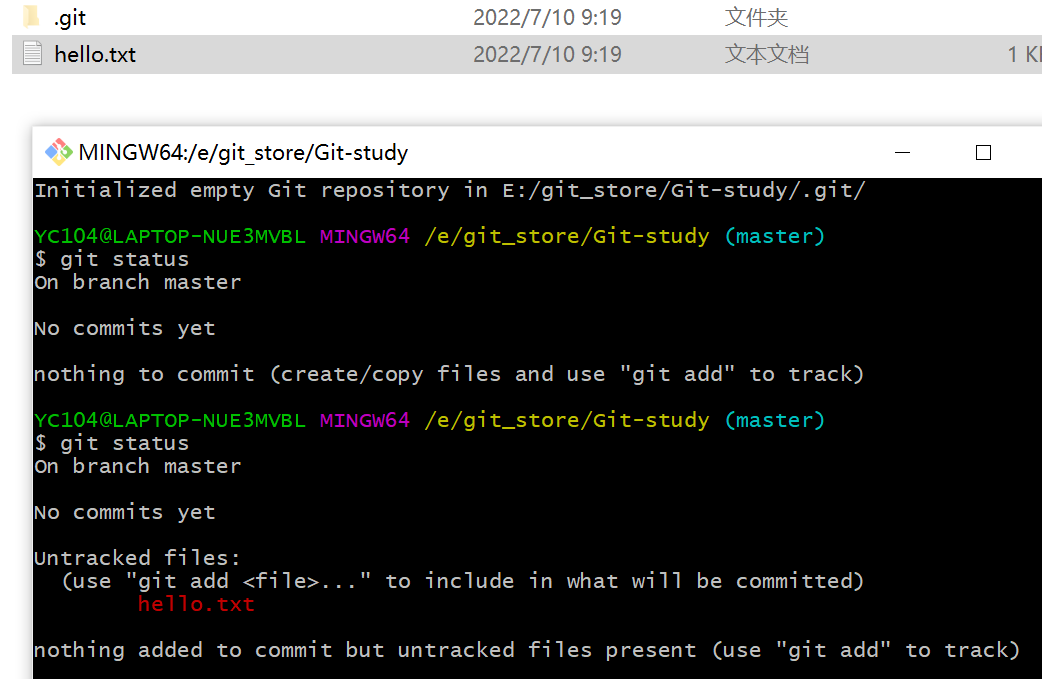 .git 2022/7/10 9:19 文件夹
hello.txt 2022/7/10 9:19 文本文档 1
MINGW64:/e/git_store/Git-study
Initialized empty Git repository in E:/git_store/Git-study/.git/
YC104@LAPTOP-NUE3MVBL MINGW64 /e/git_store/Git-study (master)
$ git status
On branch master
No commits yet
nothing to commit (create/copy files and use "git add" to track)
YC104@LAPTOP-NUE3MVBL MINGW64 /e/git_store/Git-study (master)
$ git status
On branch master
No commits yet
Untracked files:
(use "git add <file>..." to include in what will be committed)
hello.txt
nothing added to commit but untracked files present (use "git add" to track)